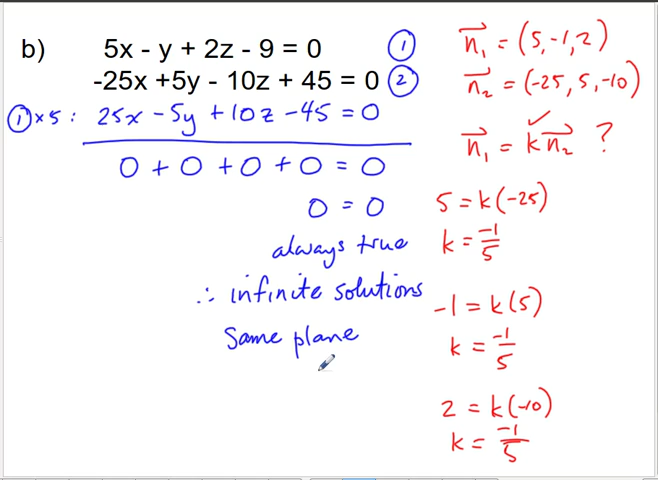 b) 5x - y + 2z - 9 = 0 ①
-25x +5y - 10z + 45 = 0 ②
①×5: 25x - 5y + 10z - 45 = 0
0 + 0 + 0 + 0 = 0
0 = 0
always true
∴ infinite solutions
Same plane
n₁ = (5, -1, 2)
n₂ = (-25, 5, -10)
n₁ = k n₂ ?
5 = k(-25)
k = -1/5
-1 = k(5)
k = -1/5
2 = k(-10)
k = -1/5